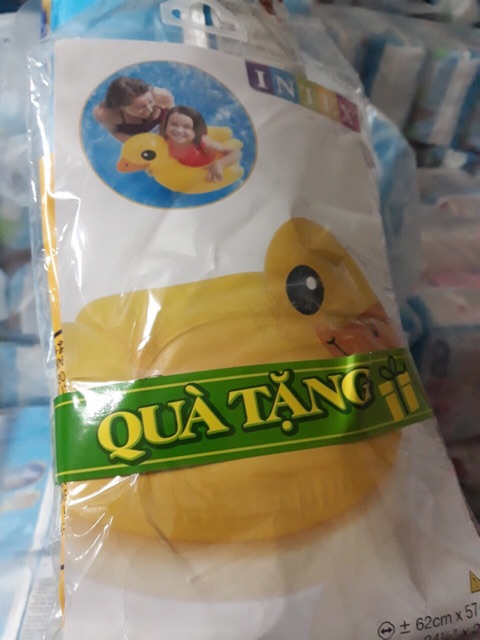 INTEX
QUÀ TẶNG
± 62cm x 57